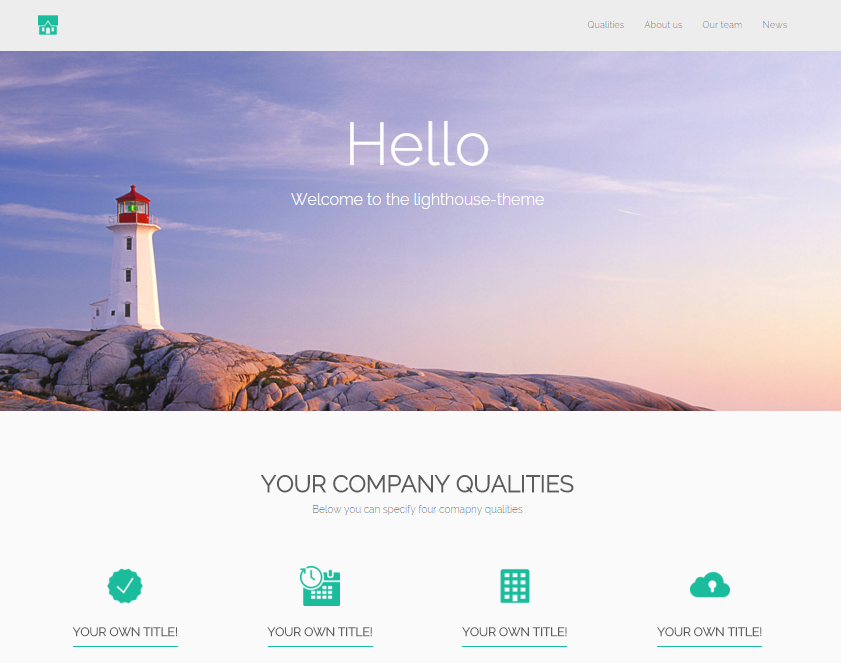 Qualities About us Our team News
Hello
Welcome to the lighthouse-theme
YOUR COMPANY QUALITIES
Below you can specify four comapny qualities
YOUR OWN TITLE! YOUR OWN TITLE! YOUR OWN TITLE! YOUR OWN TITLE!